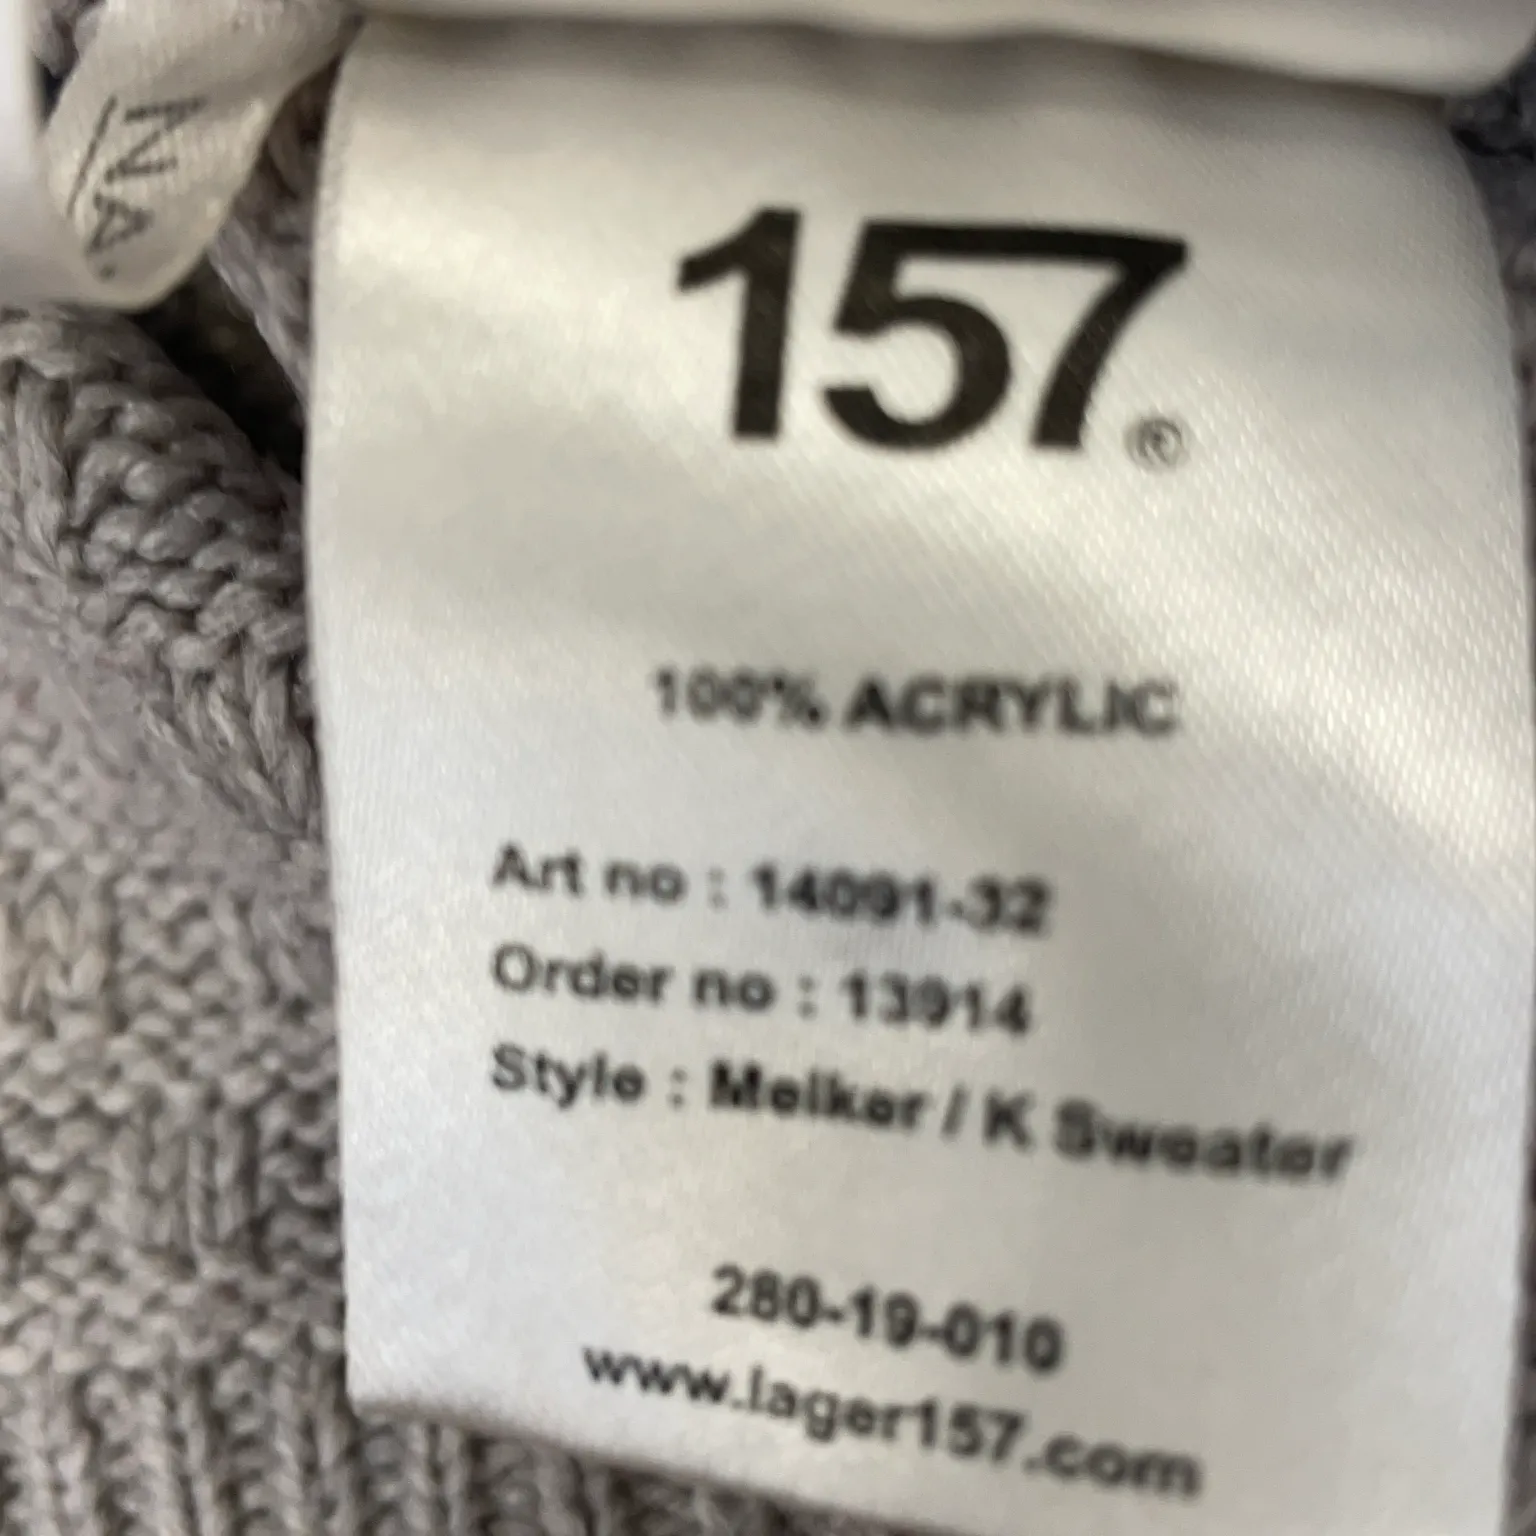 157®
100% ACRYLIC
Art no : 14091-32
Order no : 13914
Style : Melker / K Sweater
280-19-010
www.lager157.com